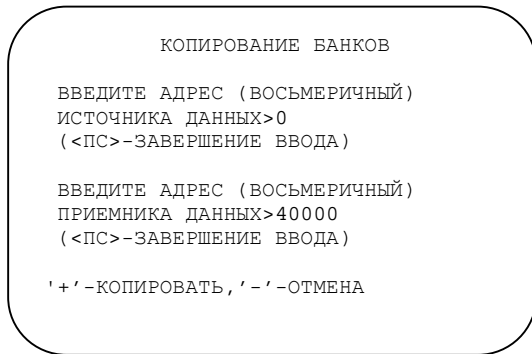 КОПИРОВАНИЕ БАНКОВ
ВВЕДИТЕ АДРЕС (ВОСЬМЕРИЧНЫЙ)
ИСТОЧНИКА ДАННЫХ>0
(<ПС>-ЗАВЕРШЕНИЕ ВВОДА)
ВВЕДИТЕ АДРЕС (ВОСЬМЕРИЧНЫЙ)
ПРИЕМНИКА ДАННЫХ>40000
(<ПС>-ЗАВЕРШЕНИЕ ВВОДА)
'+’-КОПИРОВАТЬ,’-’-ОТМЕНА